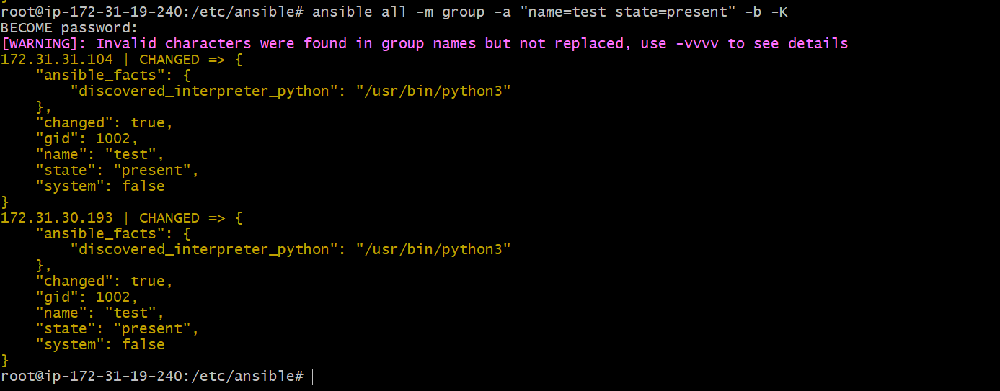 root@ip-172-31-19-240:/etc/ansible# ansible all -m group -a "name=test state=present" -b -K
BECOME password:
[WARNING]: Invalid characters were found in group names but not replaced, use -vvvv to see details
172.31.31.104 | CHANGED => {
    "ansible_facts": {
        "discovered_interpreter_python": "/usr/bin/python3"
    },
    "changed": true,
    "gid": 1002,
    "name": "test",
    "state": "present",
    "system": false
}
172.31.30.193 | CHANGED => {
    "ansible_facts": {
        "discovered_interpreter_python": "/usr/bin/python3"
    },
    "changed": true,
    "gid": 1002,
    "name": "test",
    "state": "present",
    "system": false
}
root@ip-172-31-19-240:/etc/ansible#